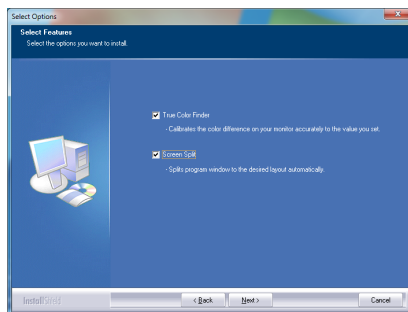 Select Options
Select Features
Select the options you want to install.
True Color Finder
- Calibrates the color difference on your monitor accurately to the value you set.
Screen Split
- Splits program window to the desired layout automatically.
InstallShield
< Back
Next >
Cancel